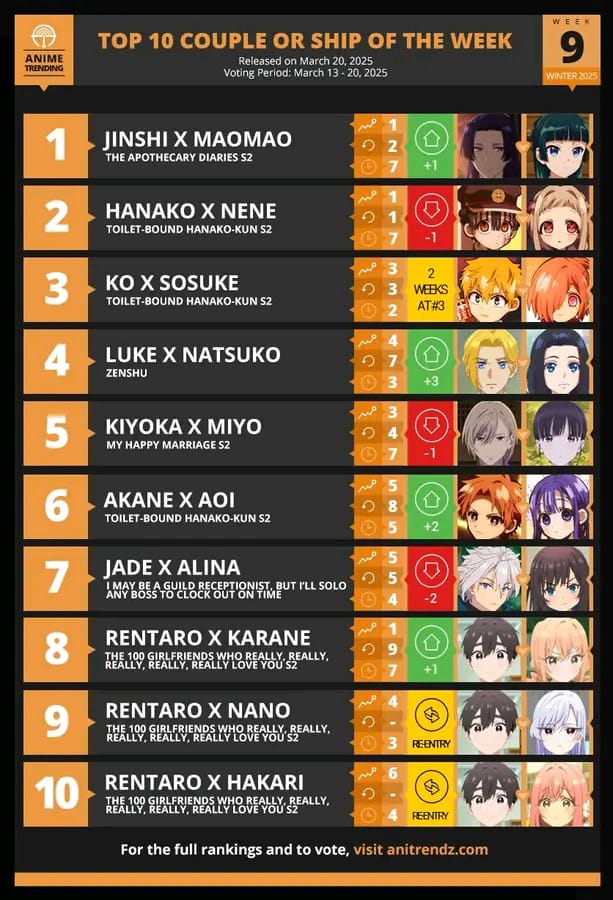 ANIME
TRENDING
TOP 10 COUPLE OR SHIP OF THE WEEK
Released on March 20, 2025
Voting Period: March 13 - 20, 2025
WEEK
9
WINTER 2025
1
JINSHI X MAOMAO
THE APOTHECARY DIARIES S2
1
2
7
+1
2
HANAKO X NENE
TOILET-BOUND HANAKO-KUN S2
1
1
7
-1
3
KO X SOSUKE
TOILET-BOUND HANAKO-KUN S2
3
3
2
2
WEEKS
AT #3
4
LUKE X NATSUKO
ZENSHU
4
7
3
+3
5
KIYOKA X MIYO
MY HAPPY MARRIAGE S2
3
4
7
-1
6
AKANE X AOI
TOILET-BOUND HANAKO-KUN S2
5
8
5
+2
7
JADE X ALINA
I MAY BE A GUILD RECEPTIONIST, BUT I'LL SOLO
ANY BOSS TO CLOCK OUT ON TIME
5
5
4
-2
8
RENTARO X KARANE
THE 100 GIRLFRIENDS WHO REALLY, REALLY,
REALLY, REALLY, REALLY LOVE YOU S2
1
9
7
+1
9
RENTARO X NANO
THE 100 GIRLFRIENDS WHO REALLY, REALLY,
REALLY, REALLY, REALLY LOVE YOU S2
4
-
3
RE-ENTRY
10
RENTARO X HAKARI
THE 100 GIRLFRIENDS WHO REALLY, REALLY,
REALLY, REALLY, REALLY LOVE YOU S2
6
-
4
RE-ENTRY
For the full rankings and to vote, visit anitrendz.com